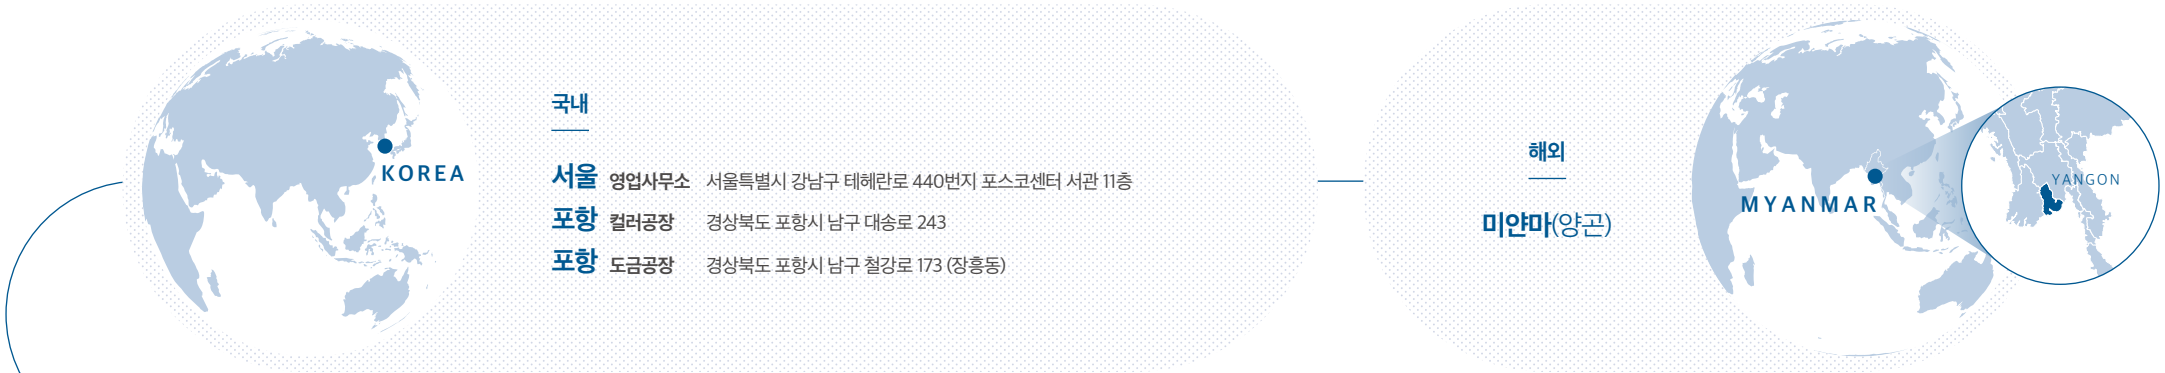 KOREA
국내
서울 영업사무소 서울특별시 강남구 테헤란로 440번지 포스코센터 서관 11층
포항 컬러공장 경상북도 포항시 남구 대송로 243
포항 도금공장 경상북도 포항시 남구 철강로 173 (장흥동)
해외
미얀마(양곤)
MYANMAR
YANGON